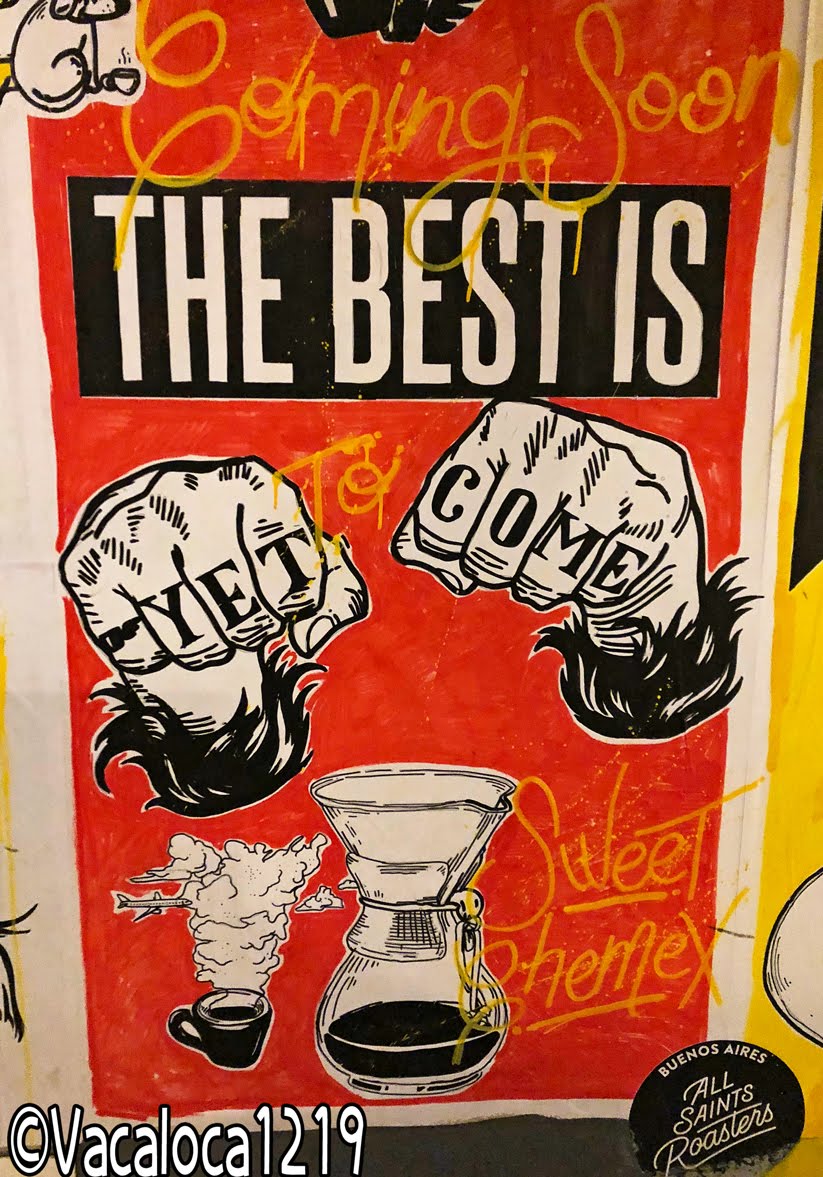 Coming Soon
THE BEST IS
YET
To
COME
Sweet
Chemex
BUENOS AIRES
ALL
SAINTS
Roasters
©Vacaloca1219